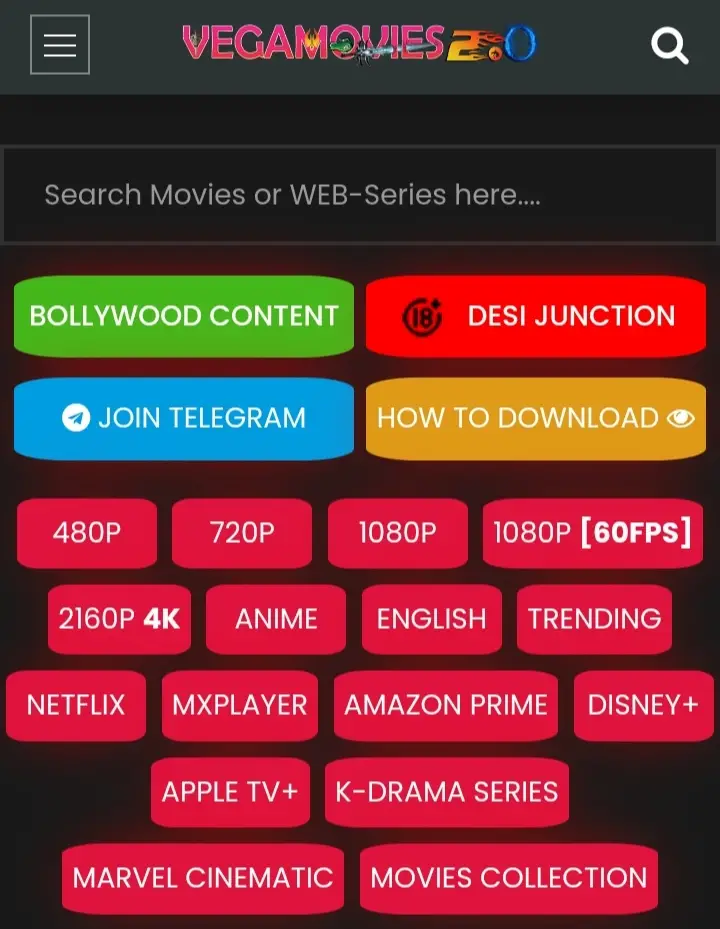 VEGAMOVIES 2.0
Search Movies or WEB-Series here....
BOLLYWOOD CONTENT
18 DESI JUNCTION
JOIN TELEGRAM
HOW TO DOWNLOAD
480P 720P 1080P 1080P [60FPS]
2160P 4K ANIME ENGLISH TRENDING
NETFLIX MXPLAYER AMAZON PRIME DISNEY+
APPLE TV+ K-DRAMA SERIES
MARVEL CINEMATIC MOVIES COLLECTION